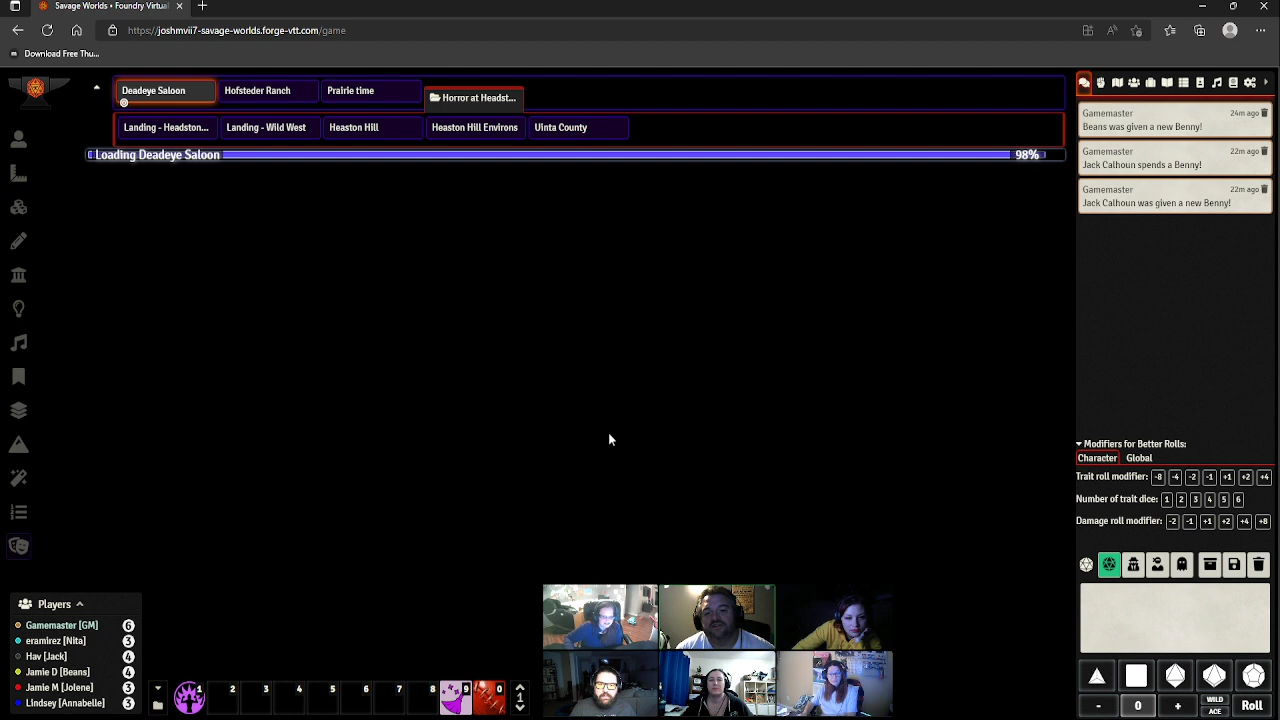 Savage Worlds • Foundry Virtual
https://joshmvii7-savage-worlds.forge-vtt.com/game
Download Free Thu...
Deadeye Saloon
Hofsteder Ranch
Prairie time
Horror at Headst...
Landing - Headston...
Landing - Wild West
Heaston Hill
Heaston Hill Environs
Uinta County
Loading Deadeye Saloon
98%
Gamemaster
24m ago
Beans was given a new Benny!
Gamemaster
22m ago
Jack Calhoun spends a Benny!
Gamemaster
22m ago
Jack Calhoun was given a new Benny!
Modifiers for Better Rolls:
Character Global
Trait roll modifier: -8 -4 -2 -1 +1 +2 +4
Number of trait dice: 1 2 3 4 5 6
Damage roll modifier: -2 -1 +1 +2 +4 +8
Players
Gamemaster [GM] 6
eramirez [Nita] 3
Hav [Jack] 4
Jamie D [Beans] 4
Jamie M [Jolene] 3
Lindsey [Annabelle] 3
1 2 3 4 5 6 7 8 9 0
1
- 0 + WILD ACE Roll